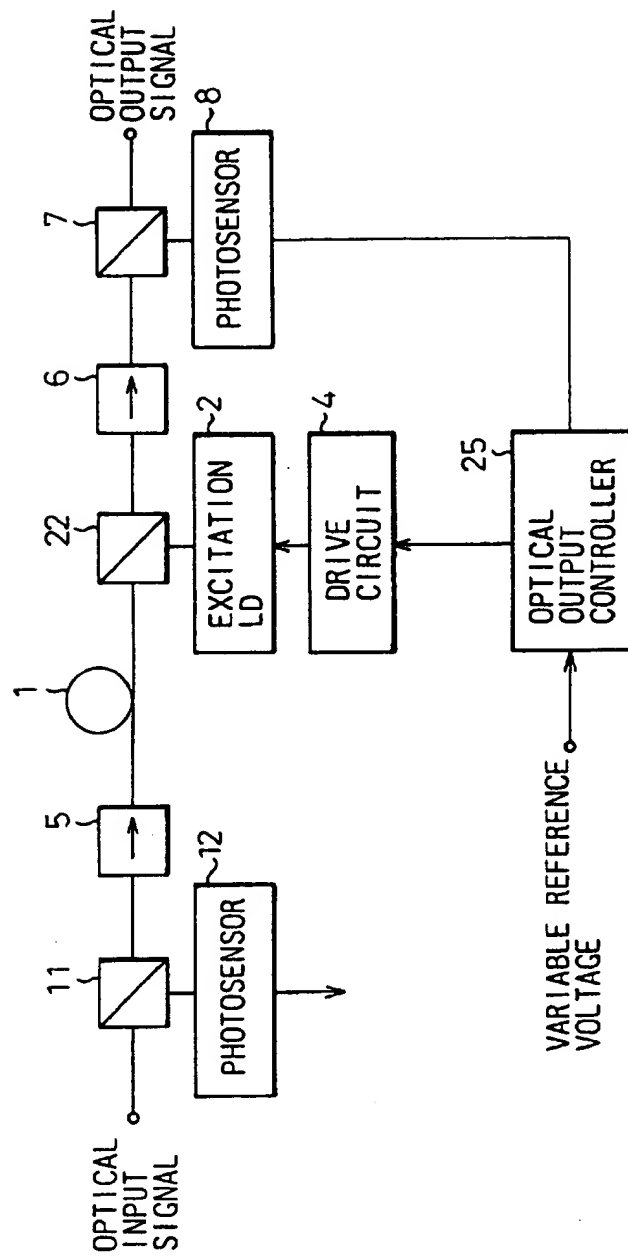 OPTICAL
INPUT
SIGNAL
11
PHOTOSENSOR
12
5
1
22
EXCITATION
LD
2
DRIVE
CIRCUIT
4
6
7
PHOTOSENSOR
8
OPTICAL
OUTPUT
SIGNAL
VARIABLE REFERENCE
VOLTAGE
OPTICAL
OUTPUT
CONTROLLER
25